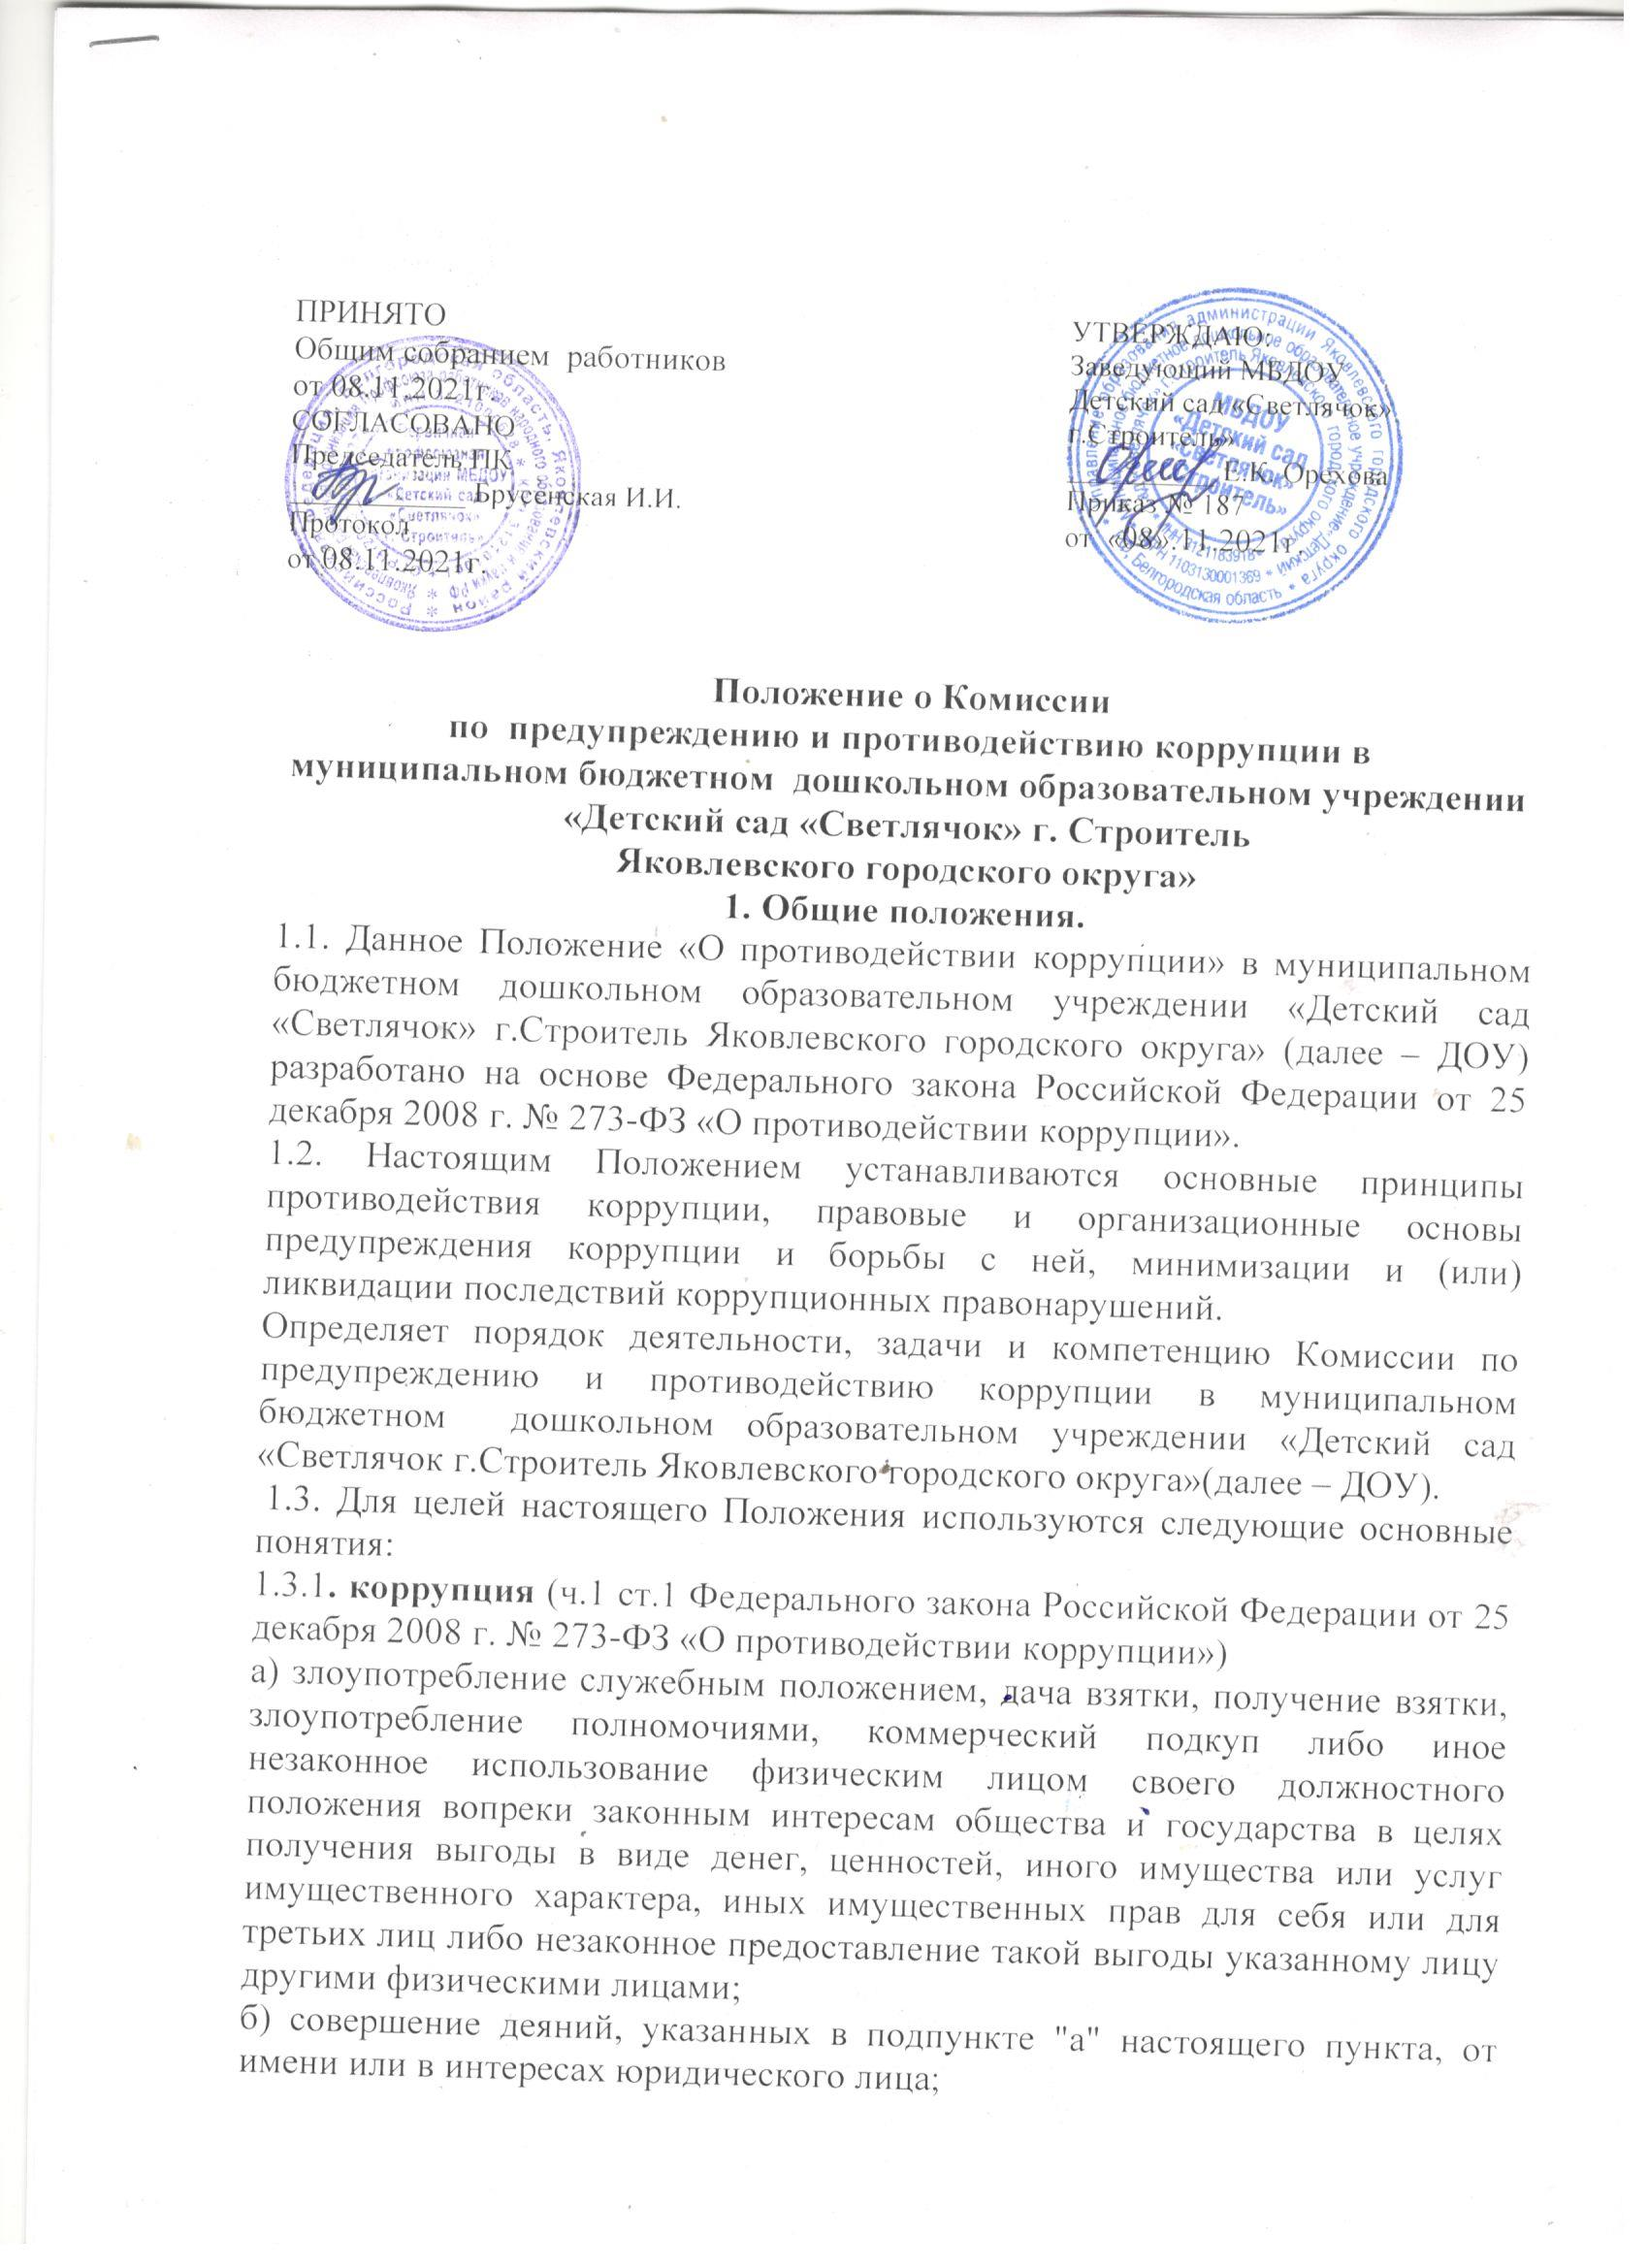 ПРИНЯТО
Общим собранием  работников
от 08.11.2021г.
СОГЛАСОВАНО
Председатель ПК
Брусенская И.И.
Протокол
от 08.11.2021г.
УТВЕРЖДАЮ:
Заведующий МБДОУ
Детский сад «Светлячок»
г.Строитель»
Е.К. Орехова
Приказ № 187
от «08».11.2021г.
МБДОУ
«Детский сад
«Светлячок»
г. Строитель»
Положение о Комиссии
по  предупреждению и противодействию коррупции в
муниципальном бюджетном  дошкольном образовательном учреждении
«Детский сад «Светлячок» г. Строитель
Яковлевского городского округа»
1. Общие положения.
1.1. Данное Положение «О противодействии коррупции» в муниципальном
бюджетном дошкольном образовательном учреждении «Детский сад
«Светлячок» г.Строитель Яковлевского городского округа» (далее – ДОУ)
разработано на основе Федерального закона Российской Федерации от 25
декабря 2008 г. № 273-ФЗ «О противодействии коррупции».
1.2. Настоящим Положением устанавливаются основные принципы
противодействия коррупции, правовые и организационные основы
предупреждения коррупции и борьбы с ней, минимизации и (или)
ликвидации последствий коррупционных правонарушений.
Определяет порядок деятельности, задачи и компетенцию Комиссии по
предупреждению и противодействию коррупции в муниципальном
бюджетном  дошкольном образовательном учреждении «Детский сад
«Светлячок г.Строитель Яковлевского городского округа»(далее – ДОУ).
1.3. Для целей настоящего Положения используются следующие основные
понятия:
1.3.1. коррупция (ч.1 ст.1 Федерального закона Российской Федерации от 25
декабря 2008 г. № 273-ФЗ «О противодействии коррупции»)
а) злоупотребление служебным положением, дача взятки, получение взятки,
злоупотребление полномочиями, коммерческий подкуп либо иное
незаконное использование физическим лицом своего должностного
положения вопреки законным интересам общества и государства в целях
получения выгоды в виде денег, ценностей, иного имущества или услуг
имущественного характера, иных имущественных прав для себя или для
третьих лиц либо незаконное предоставление такой выгоды указанному лицу
другими физическими лицами;
б) совершение деяний, указанных в подпункте "а" настоящего пункта, от
имени или в интересах юридического лица;